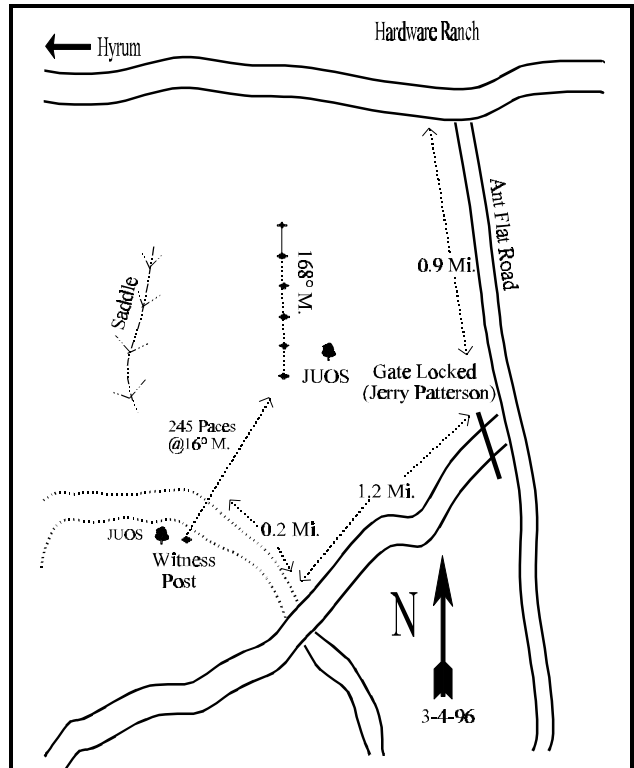 Hardware Ranch
Hyrum
Ant Flat Road
168° M.
0.9 Mi.
Saddle
JUOS
Gate Locked
(Jerry Patterson)
245 Paces
@16° M.
1.2 Mi.
0.2 Mi.
JUOS
Witness
Post
N
3-4-96